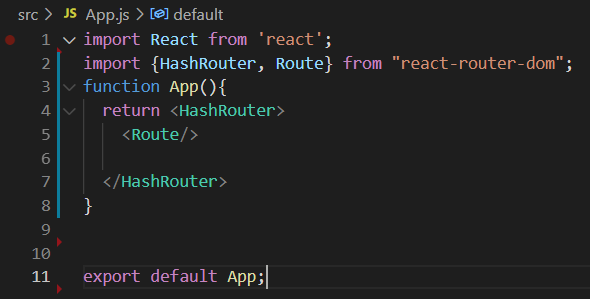 src > JS App.js > default
1 import React from 'react';
2 import {HashRouter, Route} from "react-router-dom";
3 function App(){
4 return <HashRouter>
5 <Route/>
6
7 </HashRouter>
8 }
9
10
11 export default App;